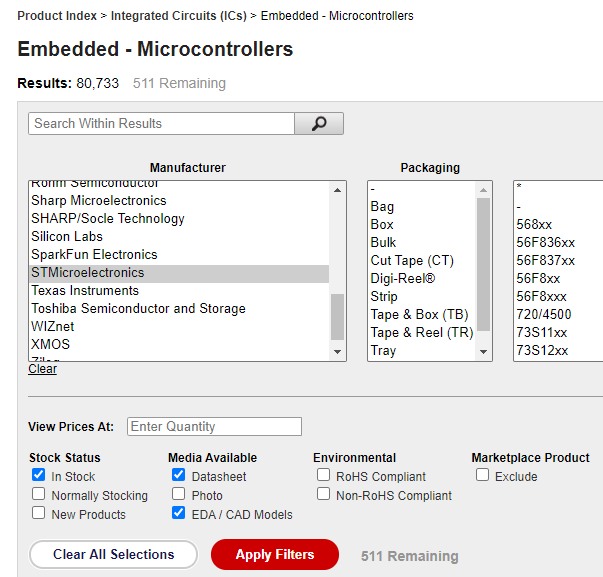 Product Index > Integrated Circuits (ICs) > Embedded - Microcontrollers
Embedded - Microcontrollers
Results: 80,733 511 Remaining
Search Within Results
Manufacturer
Rohm Semiconductor
Sharp Microelectronics
SHARP/Socle Technology
Silicon Labs
SparkFun Electronics
STMicroelectronics
Texas Instruments
Toshiba Semiconductor and Storage
WIZnet
XMOS
Zilog
Clear
Packaging
-
Bag
Box
Bulk
Cut Tape (CT)
Digi-Reel®
Strip
Tape & Box (TB)
Tape & Reel (TR)
Tray
*
-
568xx
56F836xx
56F837xx
56F8xx
56F8xxx
720/4500
73S11xx
73S12xx
View Prices At: Enter Quantity
Stock Status
In Stock
Normally Stocking
New Products
Media Available
Datasheet
Photo
EDA / CAD Models
Environmental
RoHS Compliant
Non-RoHS Compliant
Marketplace Product
Exclude
Clear All Selections Apply Filters 511 Remaining